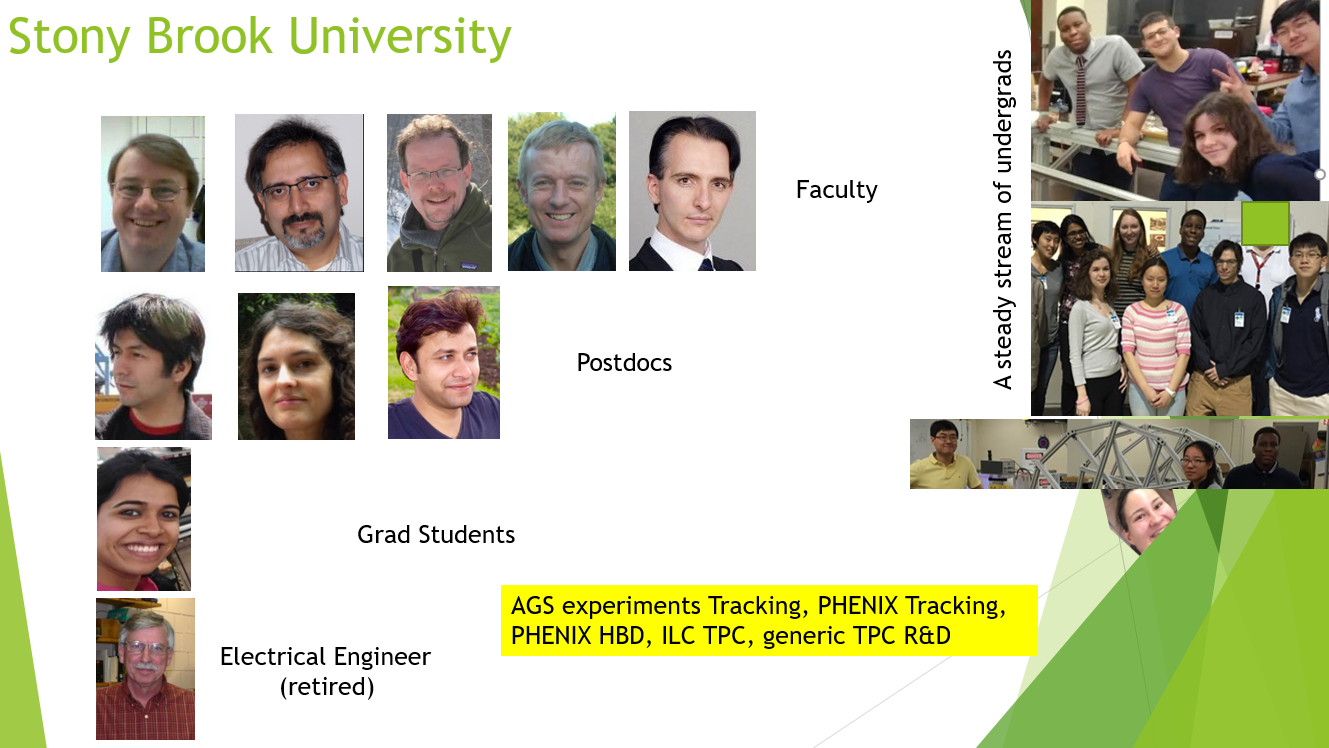 Stony Brook University
A steady stream of undergrads
Faculty
Postdocs
Grad Students
AGS experiments Tracking, PHENIX Tracking,
PHENIX HBD, ILC TPC, generic TPC R&D
Electrical Engineer
(retired)